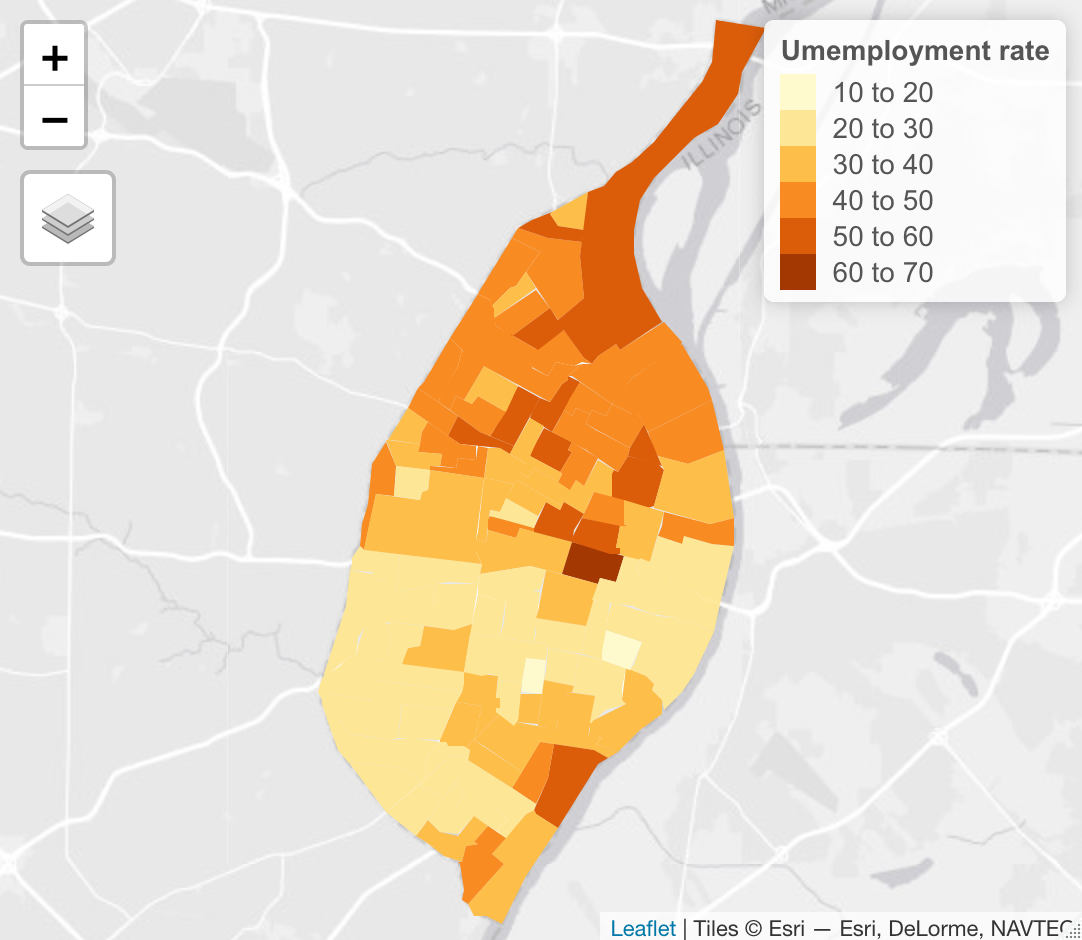 +
−
ILLINOIS
Umemployment rate
10 to 20
20 to 30
30 to 40
40 to 50
50 to 60
60 to 70
Leaflet | Tiles © Esri — Esri, DeLorme, NAVTEC